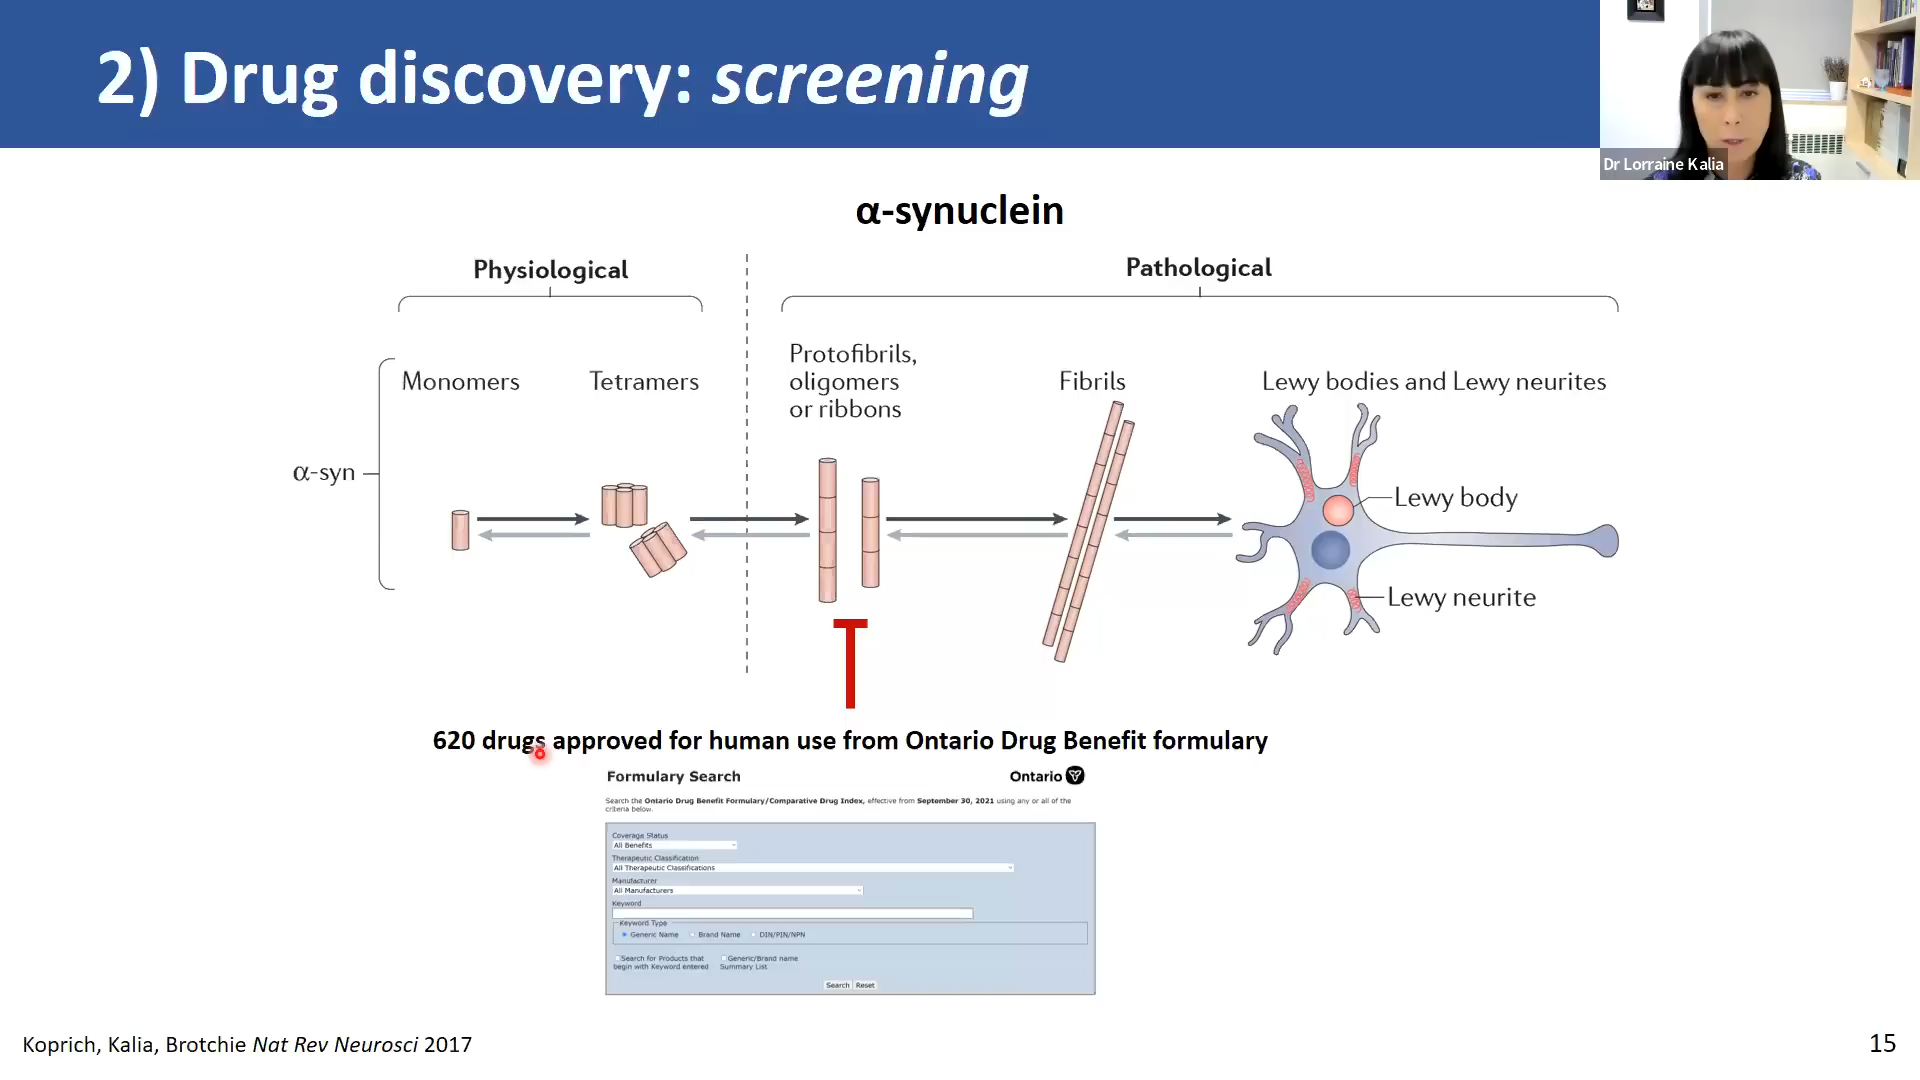 2) Drug discovery: screening
Dr Lorraine Kalia
α-synuclein
Physiological
Pathological
Monomers
Tetramers
Protofibrils,
oligomers
or ribbons
Fibrils
Lewy bodies and Lewy neurites
α-syn
Lewy body
Lewy neurite
620 drugs approved for human use from Ontario Drug Benefit formulary
Formulary Search
Ontario
Search the Ontario Drug Benefit Formulary/Comparative Drug Index, effective from September 30, 2021 using any or all of the
criteria below.
Coverage Status
All Benefits
Therapeutic Classification
All Therapeutic Classifications
Manufacturer
All Manufacturers
Keyword
Keyword Type
Generic Name Brand Name DIN/PIN/NPN
Search for Products that Generic/Brand name
begin with Keyword entered Summary List
Search Reset
Koprich, Kalia, Brotchie Nat Rev Neurosci 2017
15